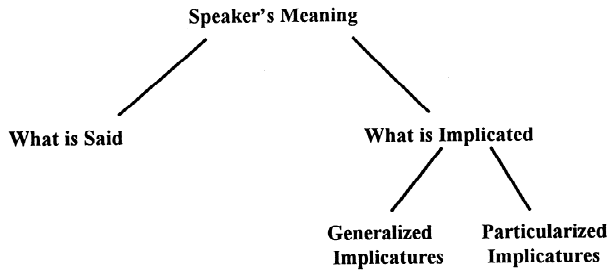 Speaker's Meaning
What is Said
What is Implicated
Generalized
Implicatures
Particularized
Implicatures